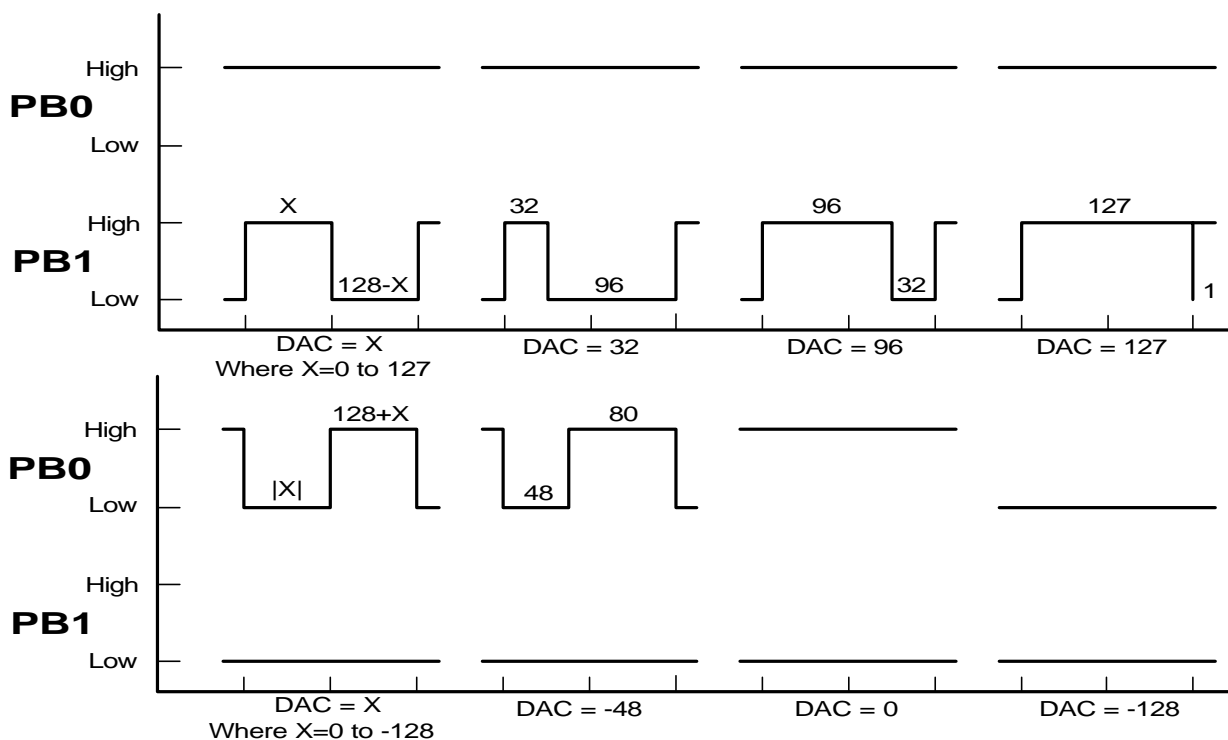 High
PB0
Low
X 32 96 127
High
PB1
128-X 96 32 1
Low
DAC = X DAC = 32 DAC = 96 DAC = 127
Where X=0 to 127
128+X 80
High
PB0
|X| 48
Low
High
PB1
Low
DAC = X DAC = -48 DAC = 0 DAC = -128
Where X=0 to -128